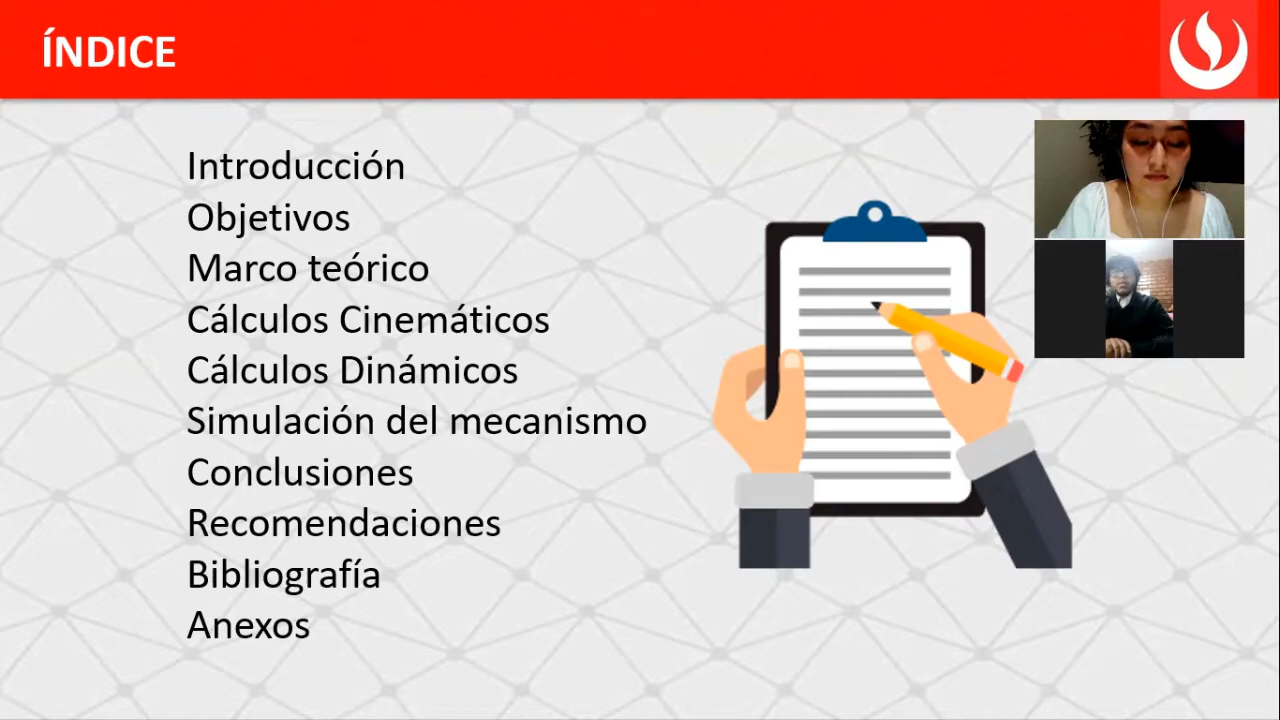 ÍNDICE
Introducción
Objetivos
Marco teórico
Cálculos Cinemáticos
Cálculos Dinámicos
Simulación del mecanismo
Conclusiones
Recomendaciones
Bibliografía
Anexos